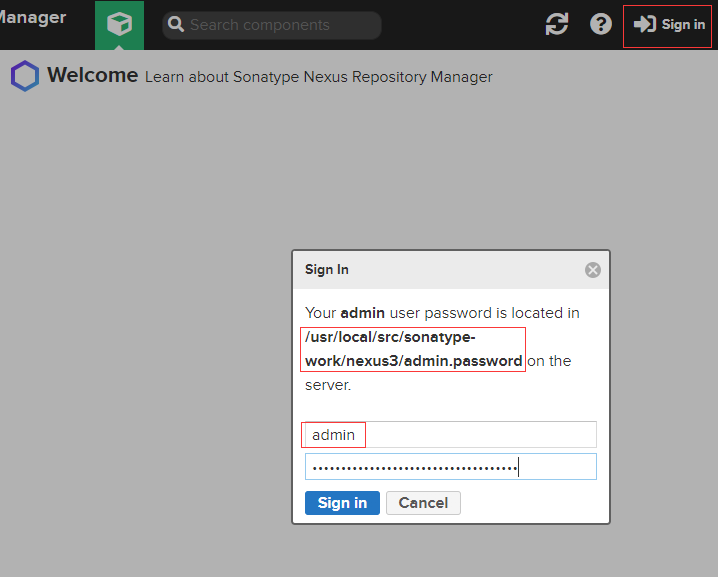 Manager
Search components
Sign in
Welcome Learn about Sonatype Nexus Repository Manager
Sign In
Your admin user password is located in
/usr/local/src/sonatype-
work/nexus3/admin.password on the
server.
admin
••••••••••••••••••••••••••••••••••••
Sign in Cancel